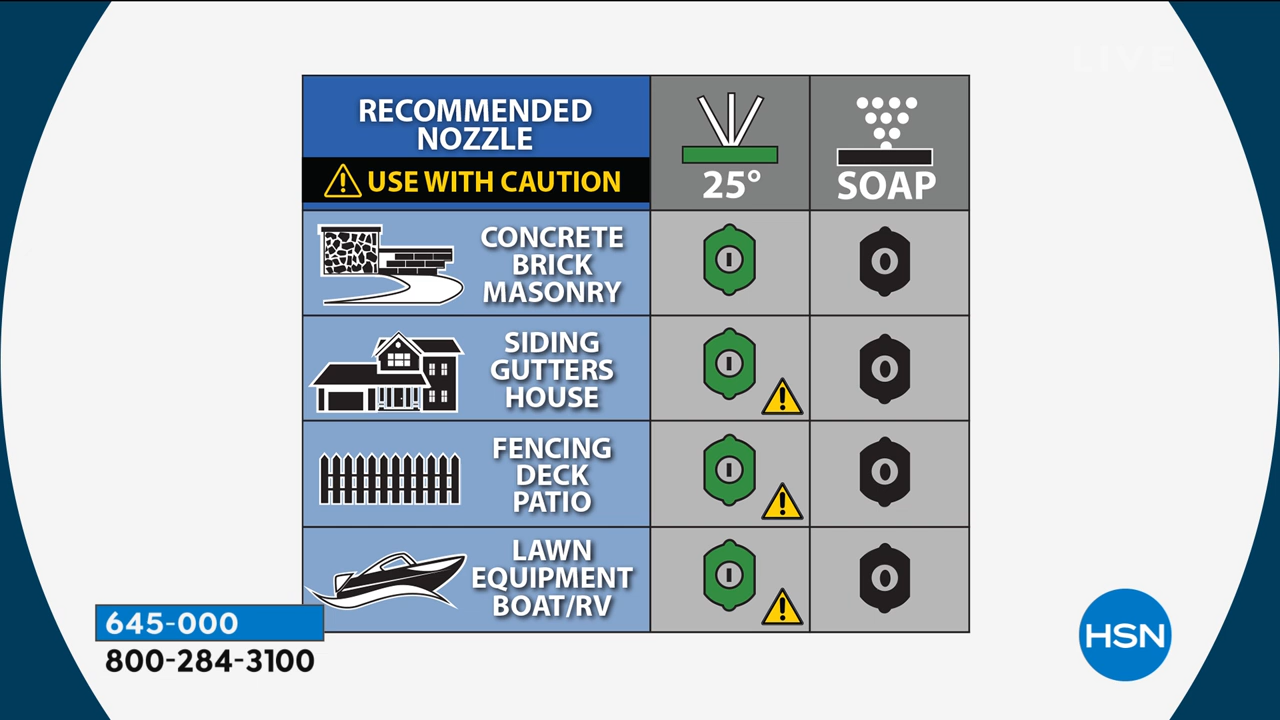 LIVE
RECOMMENDED
NOZZLE
USE WITH CAUTION
25°
SOAP
CONCRETE
BRICK
MASONRY
SIDING
GUTTERS
HOUSE
FENCING
DECK
PATIO
LAWN
EQUIPMENT
BOAT/RV
645-000
800-284-3100
HSN